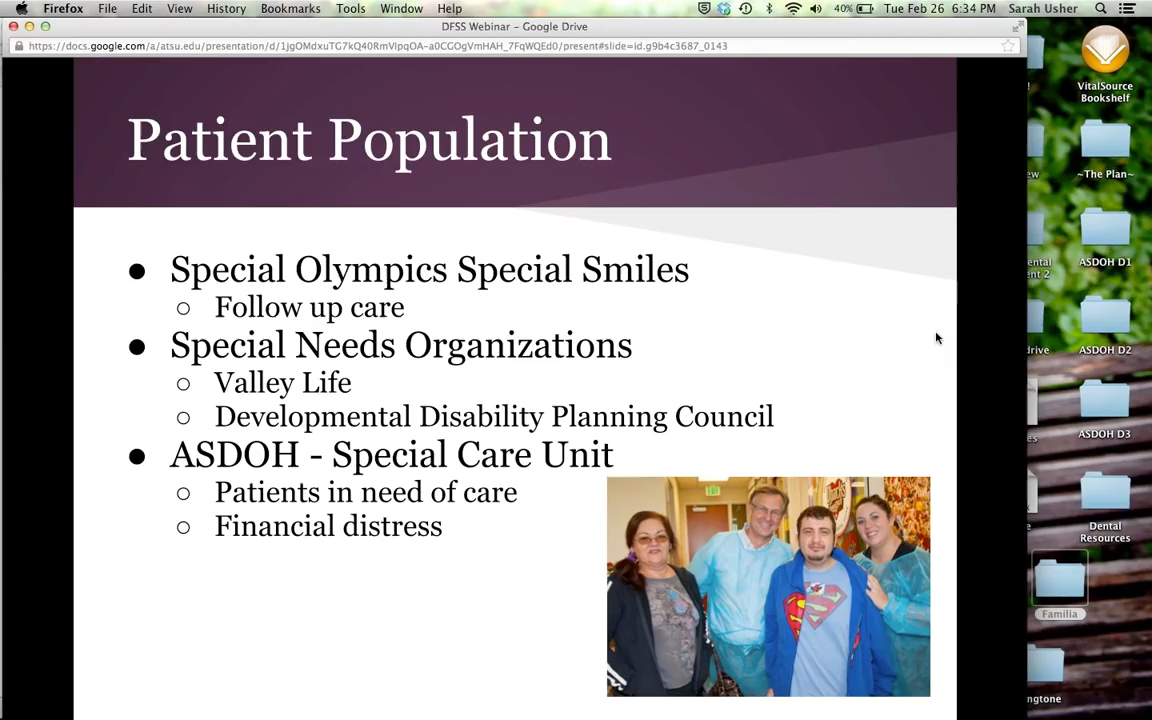 Firefox File Edit View History Bookmarks Tools Window Help 40% Tue Feb 26 6:34 PM Sarah Usher
DFSS Webinar - Google Drive
https://docs.google.com/a/atsu.edu/presentation/d/1jgOMdxuTG7kQ40RmVlpqOA-a0CGOgVmHAH_7FqWQEd0/present#slide=id.g9b4c3687_0143
Patient Population
● Special Olympics Special Smiles
○ Follow up care
● Special Needs Organizations
○ Valley Life
○ Developmental Disability Planning Council
● ASDOH - Special Care Unit
○ Patients in need of care
○ Financial distress
VitalSource
Bookshelf
~The Plan~
ASDOH D1
ASDOH D2
ASDOH D3
Dental
Resources
Familia